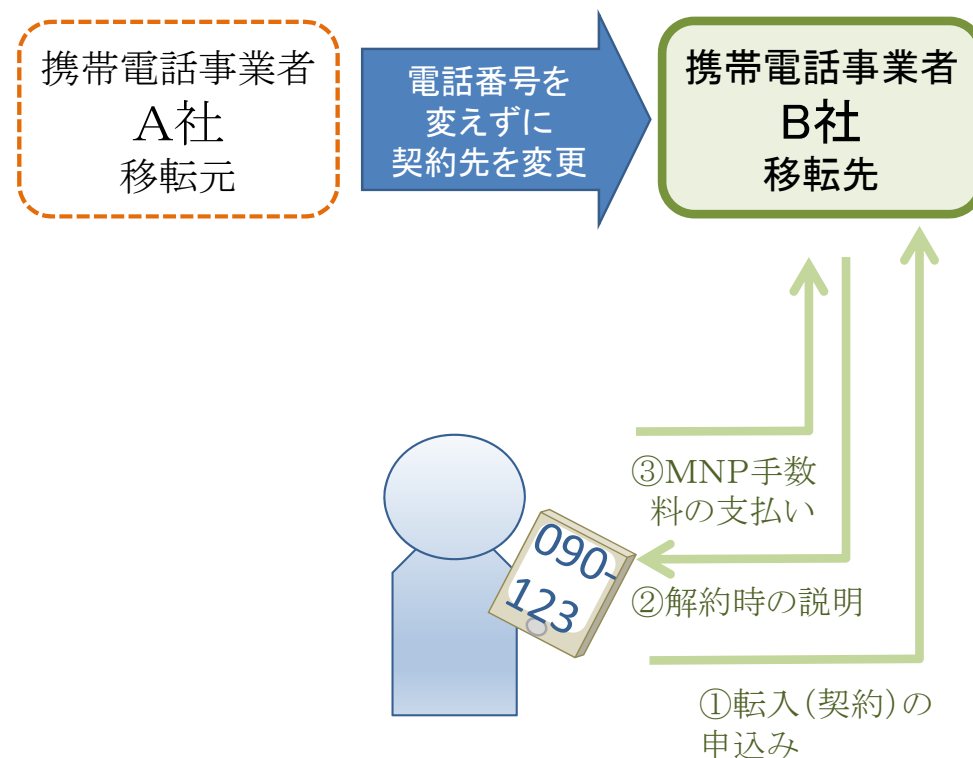 携帯電話事業者
A社
移転元
電話番号を
変えずに
契約先を変更
携帯電話事業者
B社
移転先
③MNP手数
料の支払い
090-
123
②解約時の説明
①転入(契約)の
申込み